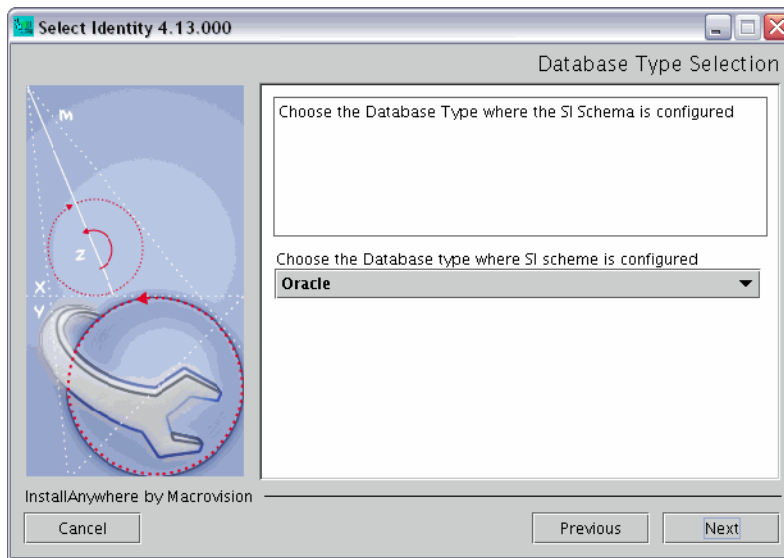 Select Identity 4.13.000
Database Type Selection
Choose the Database Type where the SI Schema is configured
Choose the Database type where SI scheme is configured
Oracle
M
Z
X
Y
InstallAnywhere by Macrovision
Cancel
Previous
Next